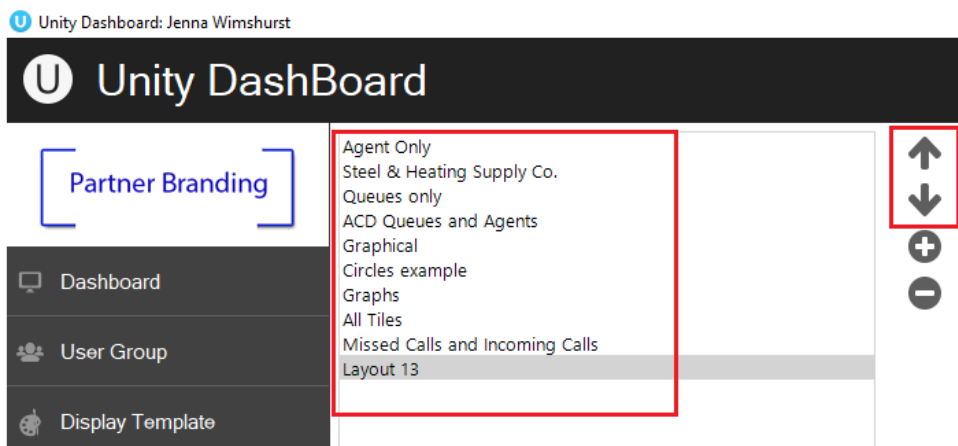 U Unity Dashboard: Jenna Wimshurst
U Unity DashBoard
Partner Branding
Dashboard
User Group
Display Template
Agent Only
Steel & Heating Supply Co.
Queues only
ACD Queues and Agents
Graphical
Circles example
Graphs
All Tiles
Missed Calls and Incoming Calls
Layout 13